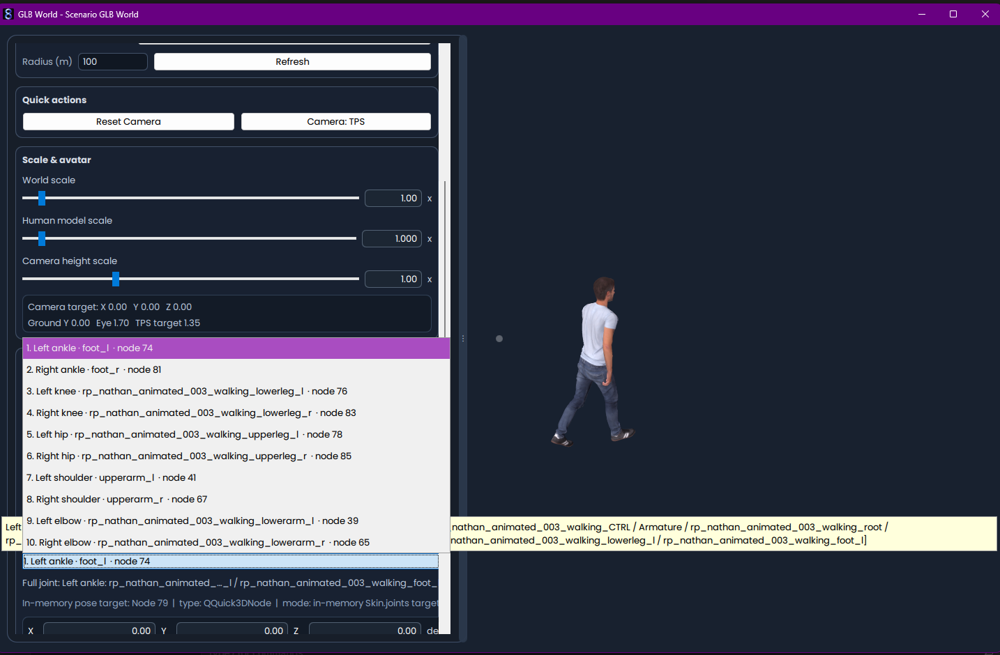 GLB World - Scenario GLB World
Radius (m) 100 Refresh
Quick actions
Reset Camera Camera: TPS
Scale & avatar
World scale
1.00 x
Human model scale
1.000 x
Camera height scale
1.00 x
Camera target: X 0.00 Y 0.00 Z 0.00
Ground Y 0.00 Eye 1.70 TPS target 1.35
1. Left ankle · foot_l · node 74
2. Right ankle · foot_r · node 81
3. Left knee · rp_nathan_animated_003_walking_lowerleg_l · node 76
4. Right knee · rp_nathan_animated_003_walking_lowerleg_r · node 83
5. Left hip · rp_nathan_animated_003_walking_upperleg_l · node 78
6. Right hip · rp_nathan_animated_003_walking_upperleg_r · node 85
7. Left shoulder · upperarm_l · node 41
8. Right shoulder · upperarm_r · node 67
9. Left elbow · rp_nathan_animated_003_walking_lowerarm_l · node 39
10. Right elbow · rp_nathan_animated_003_walking_lowerarm_r · node 65
Left nathan_animated_003_walking_CTRL / Armature / rp_nathan_animated_003_walking_root /
rp_ nathan_animated_003_walking_lowerleg_l / rp_nathan_animated_003_walking_foot_l]
1. Left ankle · foot_l · node 74
Full joint: Left ankle: rp_nathan_animated_..._l / rp_nathan_animated_003_walking_foot_
In-memory pose target: Node 79 | type: QQuick3DNode | mode: in-memory Skin.joints target
X 0.00 Y 0.00 Z 0.00 de